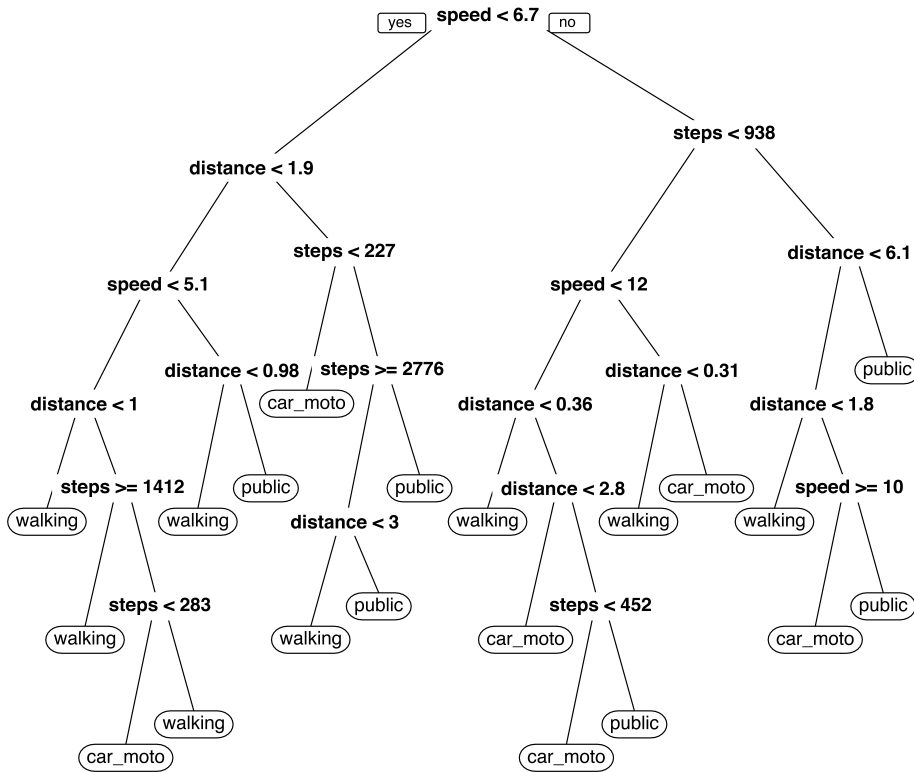 yes speed < 6.7 no
steps < 938
distance < 1.9
steps < 227 distance < 6.1
speed < 5.1 speed < 12
distance < 0.98 steps >= 2776 distance < 0.31 public
distance < 1 car_moto distance < 0.36 distance < 1.8
steps >= 1412 public public distance < 2.8 car_moto speed >= 10
walking walking distance < 3 walking walking walking
steps < 283 public steps < 452 public
walking walking car_moto car_moto
walking public
car_moto car_moto